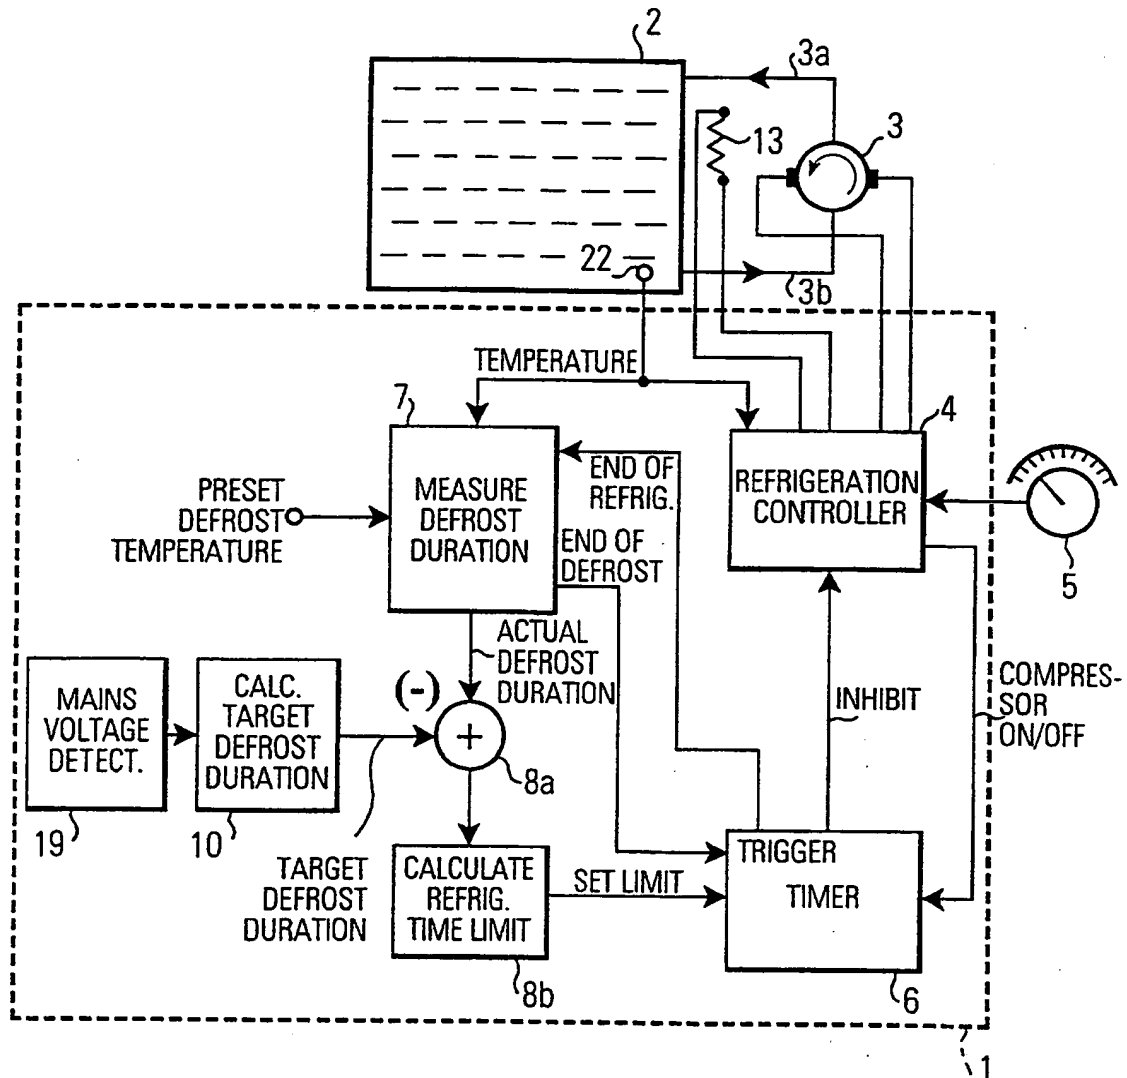 2
3a
13
3
22
3b
TEMPERATURE
7
4
PRESET
DEFROST
TEMPERATURE
MEASURE
DEFROST
DURATION
END OF
REFRIG.
END OF
DEFROST
REFRIGERATION
CONTROLLER
5
ACTUAL
DEFROST
DURATION
(-)
+
8a
MAINS
VOLTAGE
DETECT.
19
CALC.
TARGET
DEFROST
DURATION
10
INHIBIT
COMPRES-
SOR
ON/OFF
TARGET
DEFROST
DURATION
CALCULATE
REFRIG.
TIME LIMIT
8b
SET LIMIT
TRIGGER
TIMER
6
1